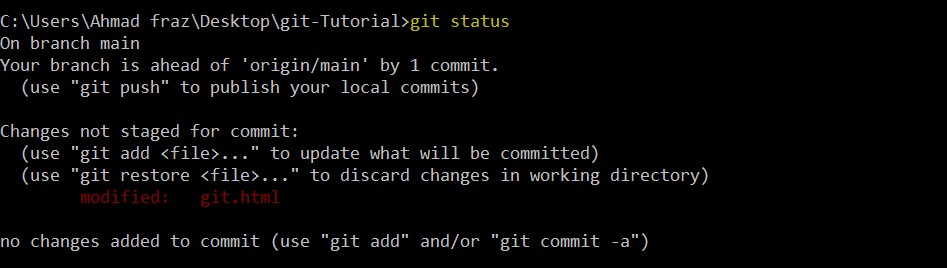 C:\Users\Ahmad fraz\Desktop\git-Tutorial>git status
On branch main
Your branch is ahead of 'origin/main' by 1 commit.
  (use "git push" to publish your local commits)

Changes not staged for commit:
  (use "git add <file>..." to update what will be committed)
  (use "git restore <file>..." to discard changes in working directory)
        modified:   git.html

no changes added to commit (use "git add" and/or "git commit -a")